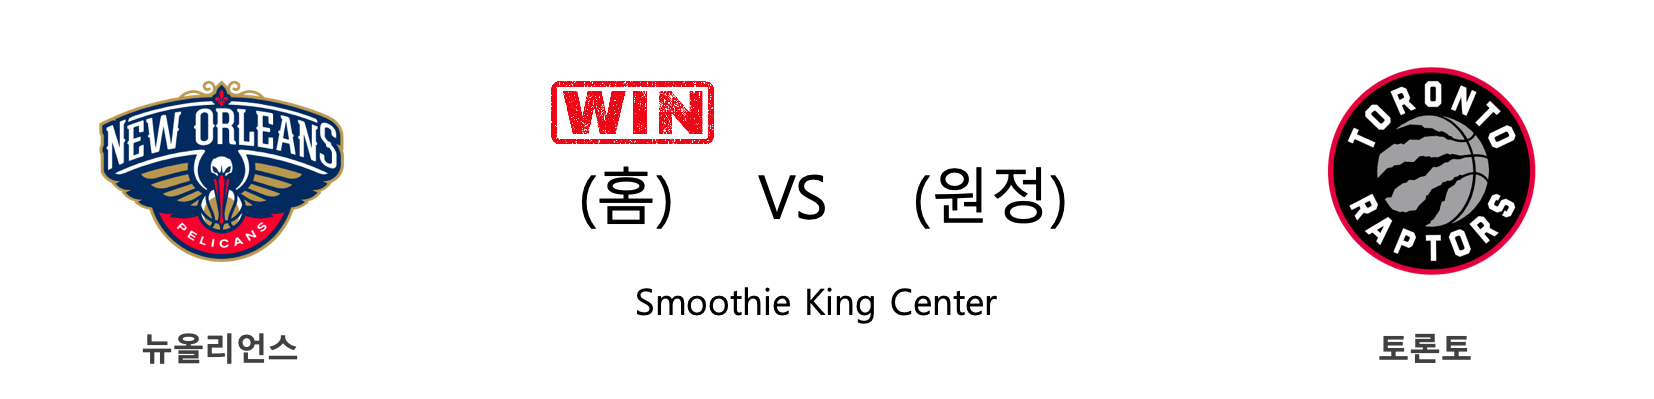 NEW ORLEANS
PELICANS
뉴올리언스
WIN
(홈) VS (원정)
Smoothie King Center
TORONTO
RAPTORS
토론토